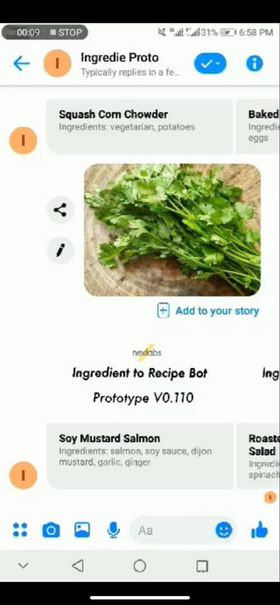 00:09 STOP
31% 6:58 PM
Ingredie Proto
Typically replies in a fe...
I
Squash Corn Chowder
Ingredients: vegetarian, potatoes
Baked
Ingredie
eggs
I
Add to your story
nexlabs
Ingredient to Recipe Bot
Prototype V0.110
Ing
Soy Mustard Salmon
Ingredients: salmon, soy sauce, dijon
mustard, garlic, ginger
Roaste
Salad
Ingredi
spinach
I
I
Aa